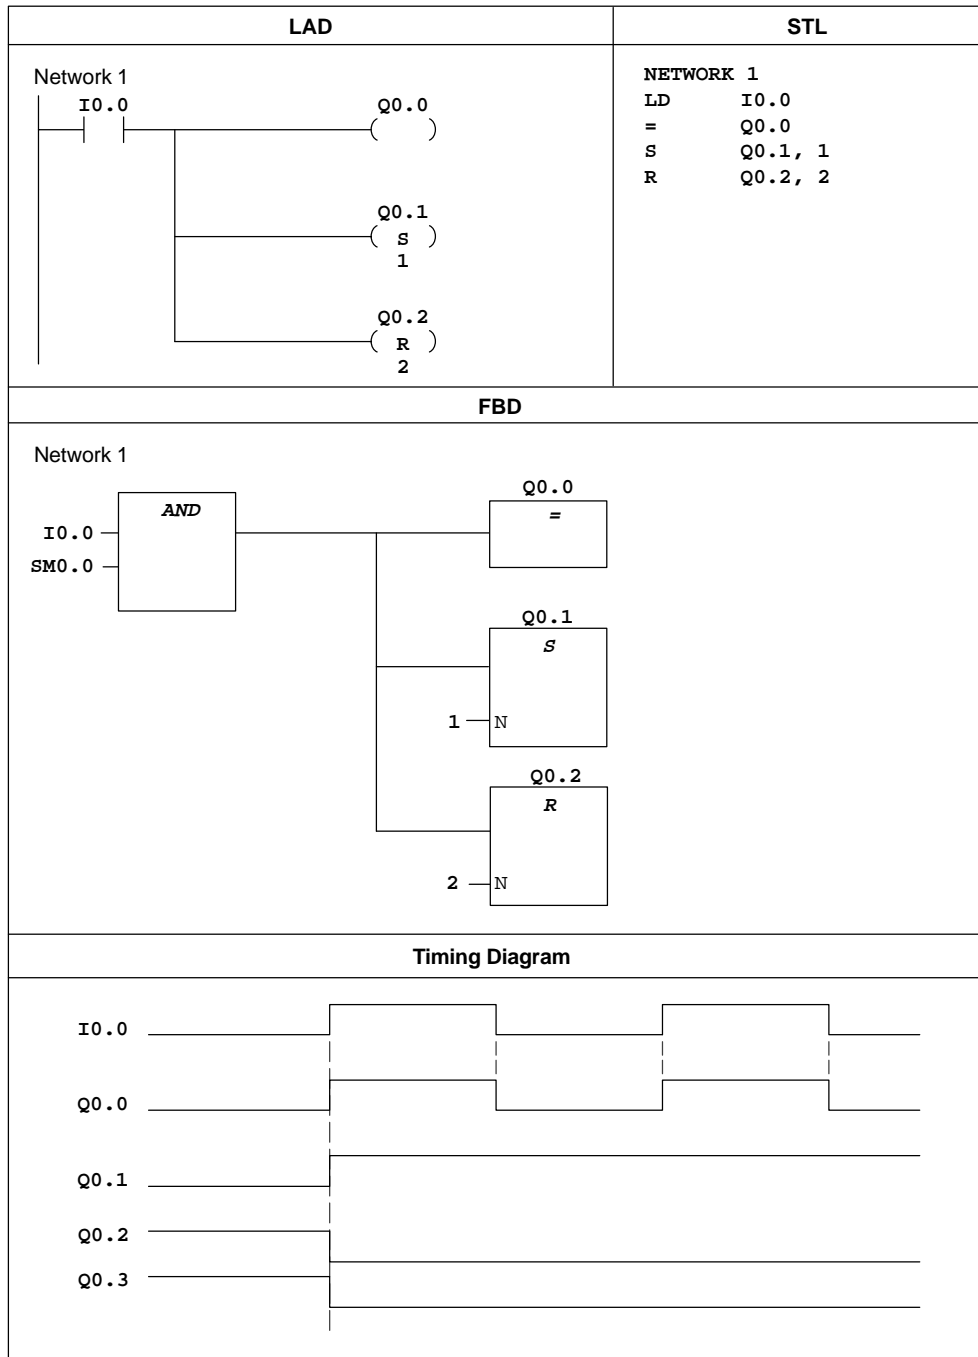 LAD
STL
Network 1
I0.0
Q0.0
Q0.1
S
1
Q0.2
R
2
NETWORK 1
LD I0.0
= Q0.0
S Q0.1, 1
R Q0.2, 2
FBD
Network 1
AND
I0.0
SM0.0
Q0.0
=
Q0.1
S
1 N
Q0.2
R
2 N
Timing Diagram
I0.0
Q0.0
Q0.1
Q0.2
Q0.3